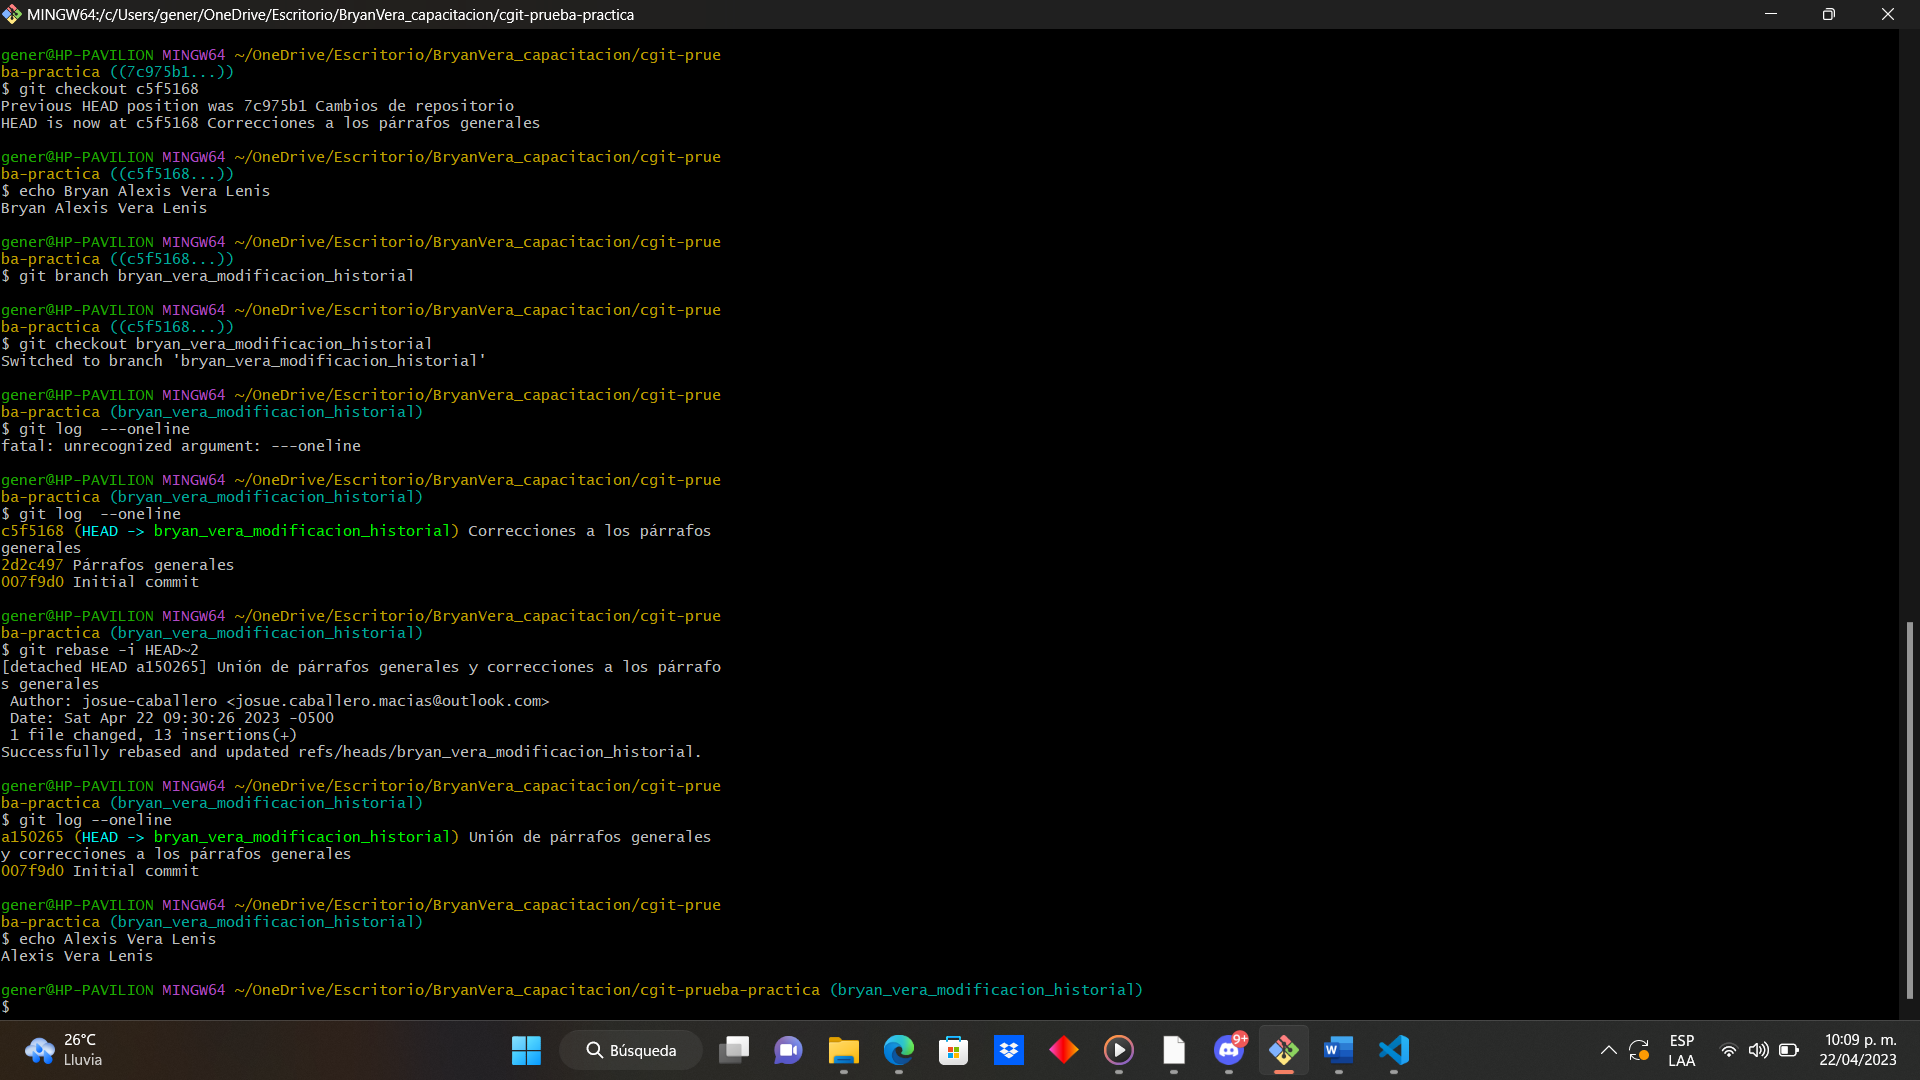 MINGW64:/c/Users/gener/OneDrive/Escritorio/BryanVera_capacitacion/cgit-prueba-practica
gener@HP-PAVILION MINGW64 ~/OneDrive/Escritorio/BryanVera_capacitacion/cgit-prue
ba-practica ((7c975b1...))
$ git checkout c5f5168
Previous HEAD position was 7c975b1 Cambios de repositorio
HEAD is now at c5f5168 Correcciones a los párrafos generales
gener@HP-PAVILION MINGW64 ~/OneDrive/Escritorio/BryanVera_capacitacion/cgit-prue
ba-practica ((c5f5168...))
$ echo Bryan Alexis Vera Lenis
Bryan Alexis Vera Lenis
gener@HP-PAVILION MINGW64 ~/OneDrive/Escritorio/BryanVera_capacitacion/cgit-prue
ba-practica ((c5f5168...))
$ git branch bryan_vera_modificacion_historial
gener@HP-PAVILION MINGW64 ~/OneDrive/Escritorio/BryanVera_capacitacion/cgit-prue
ba-practica ((c5f5168...))
$ git checkout bryan_vera_modificacion_historial
Switched to branch 'bryan_vera_modificacion_historial'
gener@HP-PAVILION MINGW64 ~/OneDrive/Escritorio/BryanVera_capacitacion/cgit-prue
ba-practica (bryan_vera_modificacion_historial)
$ git log  ---oneline
fatal: unrecognized argument: ---oneline
gener@HP-PAVILION MINGW64 ~/OneDrive/Escritorio/BryanVera_capacitacion/cgit-prue
ba-practica (bryan_vera_modificacion_historial)
$ git log  --oneline
c5f5168 (HEAD -> bryan_vera_modificacion_historial) Correcciones a los párrafos
generales
2d2c497 Párrafos generales
007f9d0 Initial commit
gener@HP-PAVILION MINGW64 ~/OneDrive/Escritorio/BryanVera_capacitacion/cgit-prue
ba-practica (bryan_vera_modificacion_historial)
$ git rebase -i HEAD~2
[detached HEAD a150265] Unión de párrafos generales y correcciones a los párrafo
s generales
Author: josue-caballero <josue.caballero.macias@outlook.com>
Date: Sat Apr 22 09:30:26 2023 -0500
1 file changed, 13 insertions(+)
Successfully rebased and updated refs/heads/bryan_vera_modificacion_historial.
gener@HP-PAVILION MINGW64 ~/OneDrive/Escritorio/BryanVera_capacitacion/cgit-prue
ba-practica (bryan_vera_modificacion_historial)
$ git log --oneline
a150265 (HEAD -> bryan_vera_modificacion_historial) Unión de párrafos generales
y correcciones a los párrafos generales
007f9d0 Initial commit
gener@HP-PAVILION MINGW64 ~/OneDrive/Escritorio/BryanVera_capacitacion/cgit-prue
ba-practica (bryan_vera_modificacion_historial)
$ echo Alexis Vera Lenis
Alexis Vera Lenis
gener@HP-PAVILION MINGW64 ~/OneDrive/Escritorio/BryanVera_capacitacion/cgit-prueba-practica (bryan_vera_modificacion_historial)
$
26°C
Lluvia
Búsqueda
9+
W
ESP
LAA
10:09 p. m.
22/04/2023